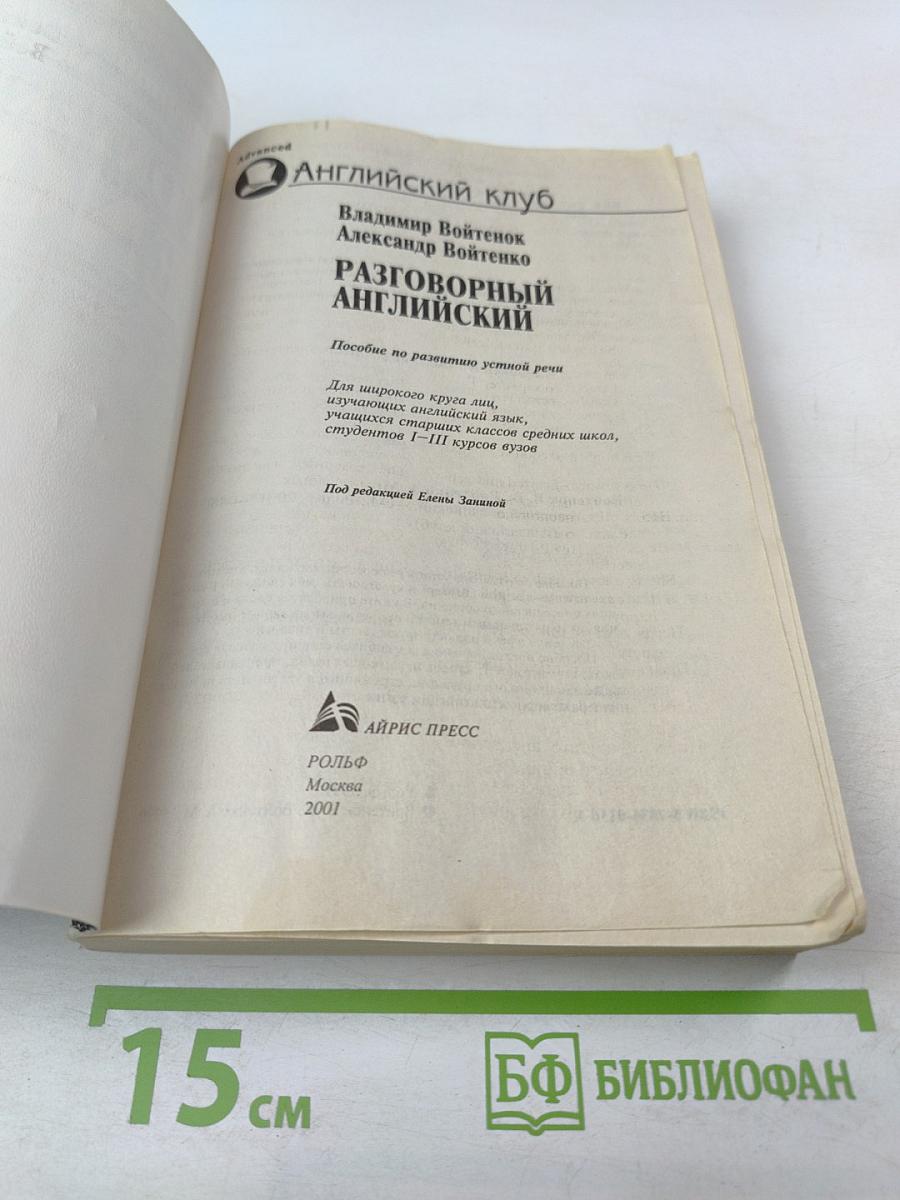 Advanced
Английский клуб
Владимир Войтенок
Александр Войтенко
РАЗГОВОРНЫЙ
АНГЛИЙСКИЙ
Пособие по развитию устной речи
Для широкого круга лиц,
изучающих английский язык,
учащихся старших классов средних школ,
студентов I—III курсов вузов
Под редакцией Елены Заниной
АЙРИС ПРЕСС
РОЛЬФ
Москва
2001
15 см
БФ БИБЛИОФАН